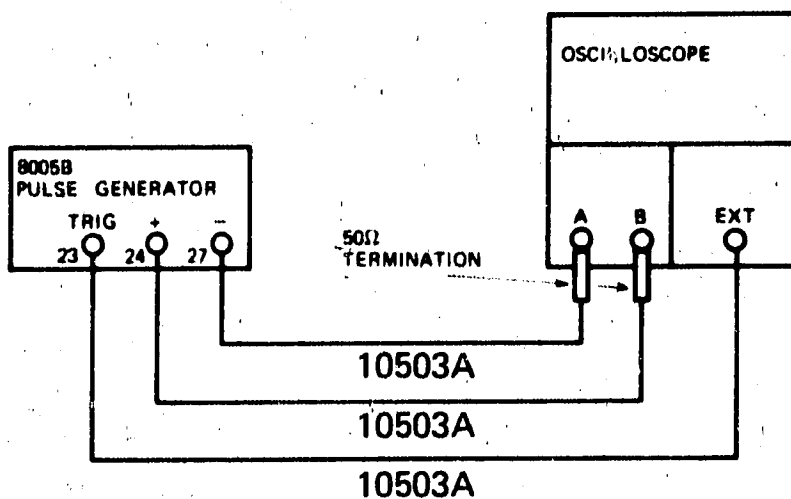 OSCILLOSCOPE
8005B
PULSE GENERATOR
TRIG + −
23 24 27
50Ω
TERMINATION
A B EXT
10503A
10503A
10503A